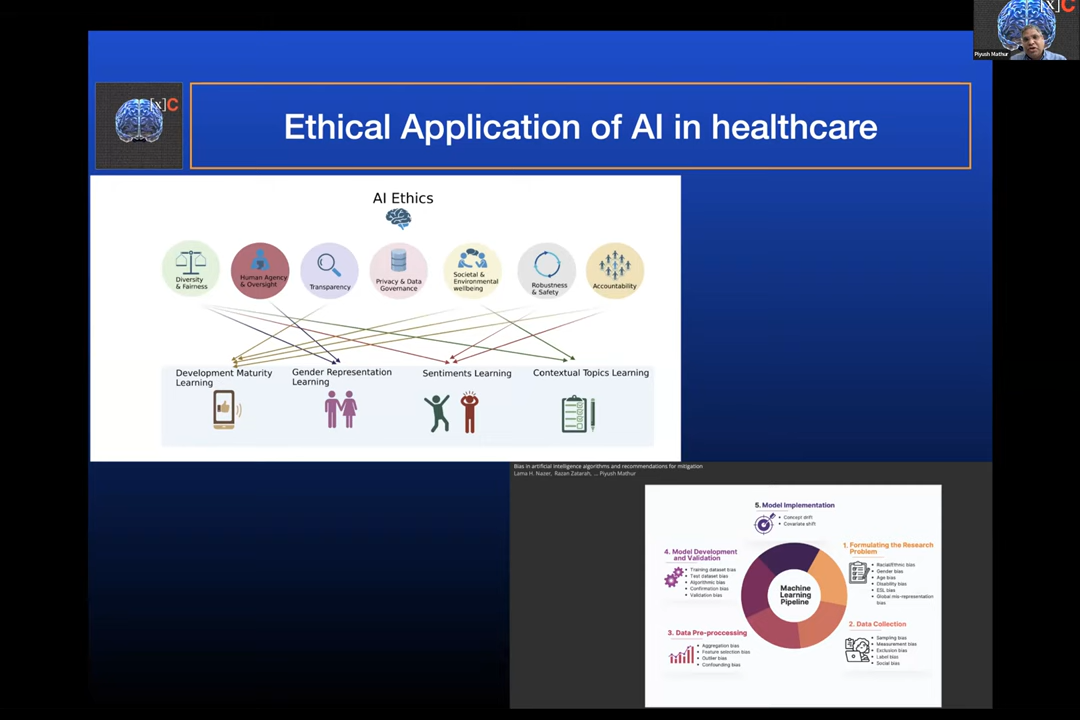 [x]C
Piyush Mathur
[x]C
Ethical Application of AI in healthcare
AI Ethics
Diversity
& Fairness
Human Agency
& Oversight
Transparency
Privacy & Data
Governance
Societal &
Environmental
wellbeing
Robustness
& Safety
Accountability
Development Maturity
Learning
Gender Representation
Learning
Sentiments Learning
Contextual Topics Learning
Bias in artificial intelligence algorithms and recommendations for mitigation
Lama H. Nazer, Razan Zatarah, ... Piyush Mathur
5. Model Implementation
• Concept drift
• Covariate shift
4. Model Development
and Validation
• Training dataset bias
• Test dataset bias
• Algorithmic bias
• Confirmation bias
• Validation bias
1. Formulating the Research
Problem
• Racial/Ethnic bias
• Gender bias
• Age bias
• Disability bias
• ESL bias
• Global mis-representation
bias
Machine
Learning
Pipeline
2. Data Collection
• Sampling bias
• Measurement bias
• Exclusion bias
• Label bias
• Social bias
3. Data Pre-proccessing
• Aggregation bias
• Feature selection bias
• Outlier bias
• Confounding bias